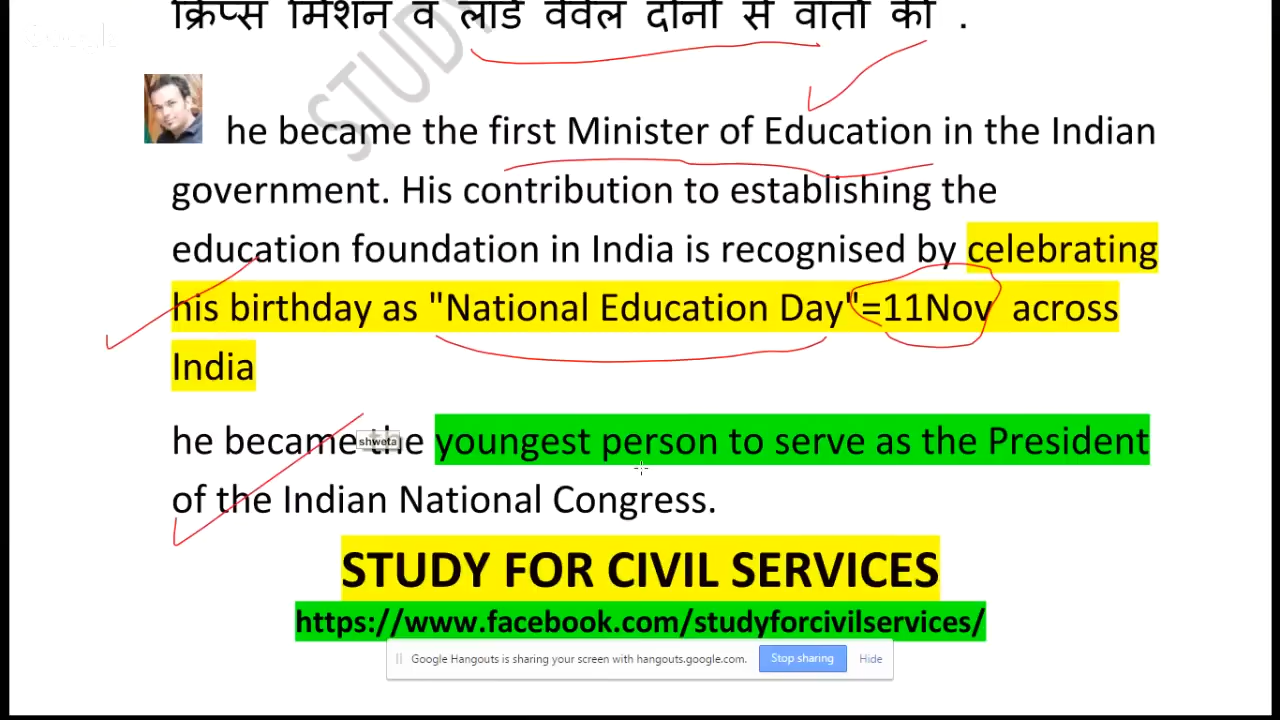 Google
क्रिप्स मिशन व लार्ड वेवेल दोनों से वार्ता की .
STUDY
he became the first Minister of Education in the Indian
government. His contribution to establishing the
education foundation in India is recognised by celebrating
his birthday as "National Education Day"=11Nov across
India
he became the youngest person to serve as the President
shweta
of the Indian National Congress.
STUDY FOR CIVIL SERVICES
https://www.facebook.com/studyforcivilservices/
Google Hangouts is sharing your screen with hangouts.google.com. Stop sharing Hide